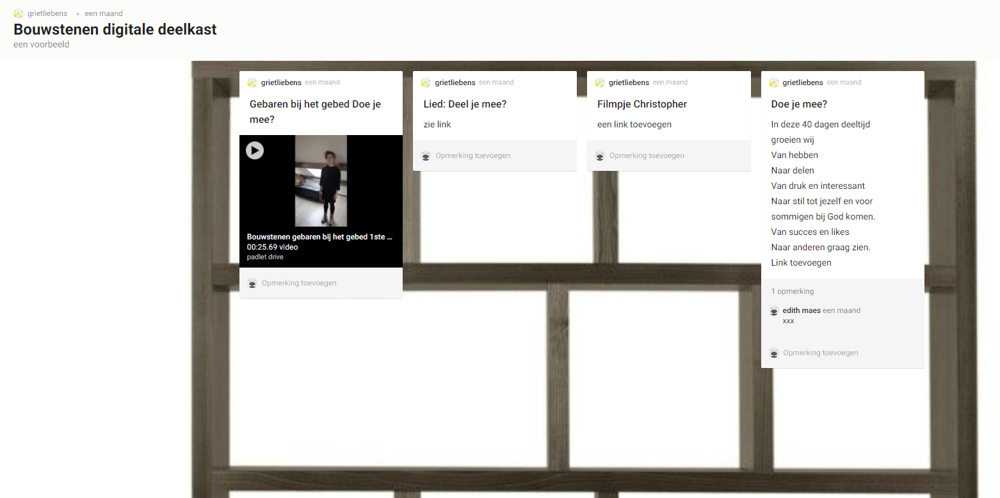 grietliebens • een maand
Bouwstenen digitale deelkast
een voorbeeld
grietliebens een maand
Gebaren bij het gebed Doe je
mee?
Bouwstenen gebaren bij het gebed 1ste ...
00:25.69 video
padlet drive
Opmerking toevoegen
grietliebens een maand
Lied: Deel je mee?
zie link
Opmerking toevoegen
grietliebens een maand
Filmpje Christopher
een link toevoegen
Opmerking toevoegen
grietliebens een maand
Doe je mee?
In deze 40 dagen deeltijd
groeien wij
Van hebben
Naar delen
Van druk en interessant
Naar stil tot jezelf en voor
sommigen bij God komen.
Van succes en likes
Naar anderen graag zien.
Link toevoegen
1 opmerking
edith maes een maand
xxx
Opmerking toevoegen